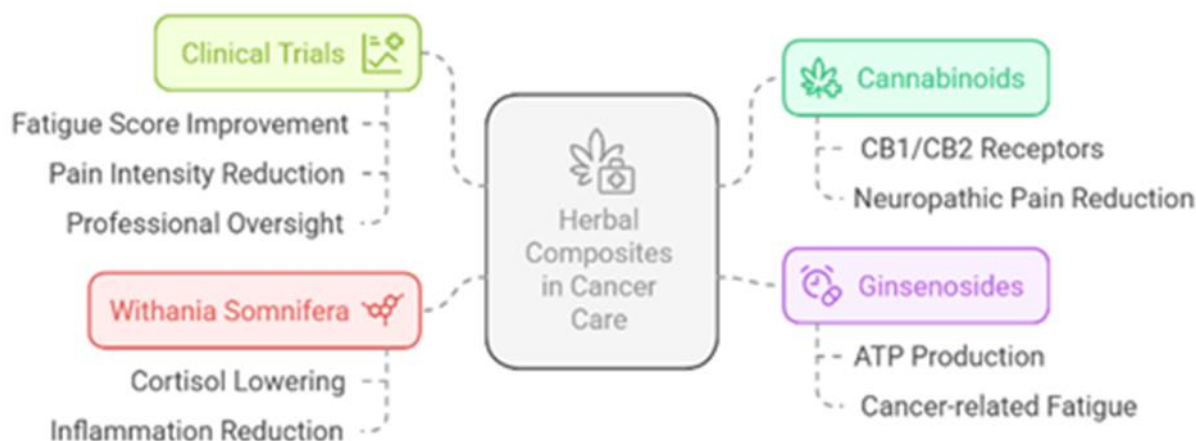 Clinical Trials
Fatigue Score Improvement
Pain Intensity Reduction
Professional Oversight
Withania Somnifera
Cortisol Lowering
Inflammation Reduction
Herbal
Composites
in Cancer
Care
Cannabinoids
CB1/CB2 Receptors
Neuropathic Pain Reduction
Ginsenosides
ATP Production
Cancer-related Fatigue